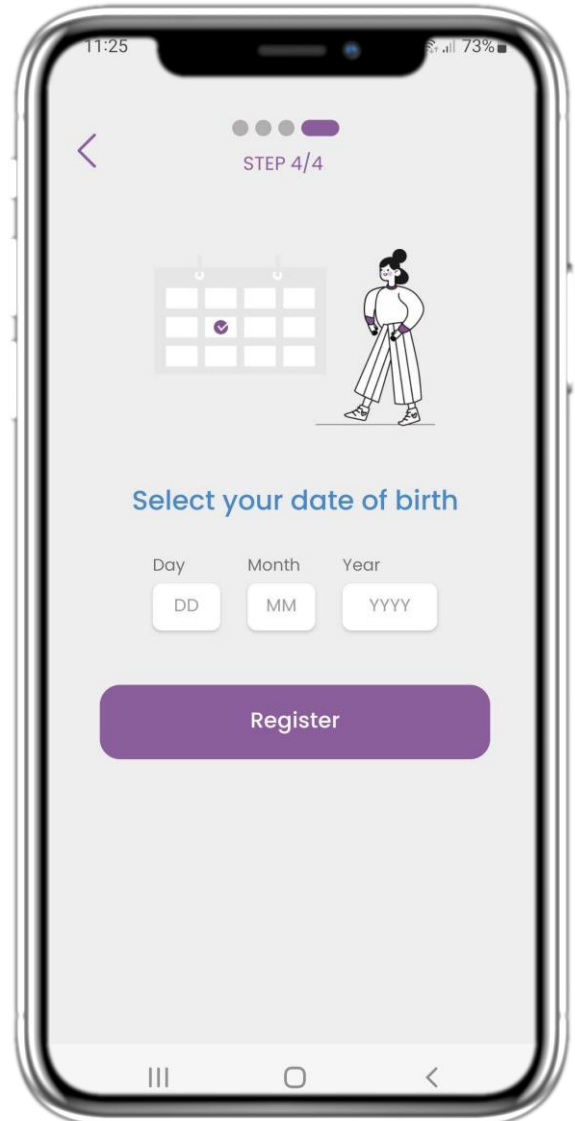 11:25 73%
STEP 4/4
Select your date of birth
Day Month Year
DD MM YYYY
Register